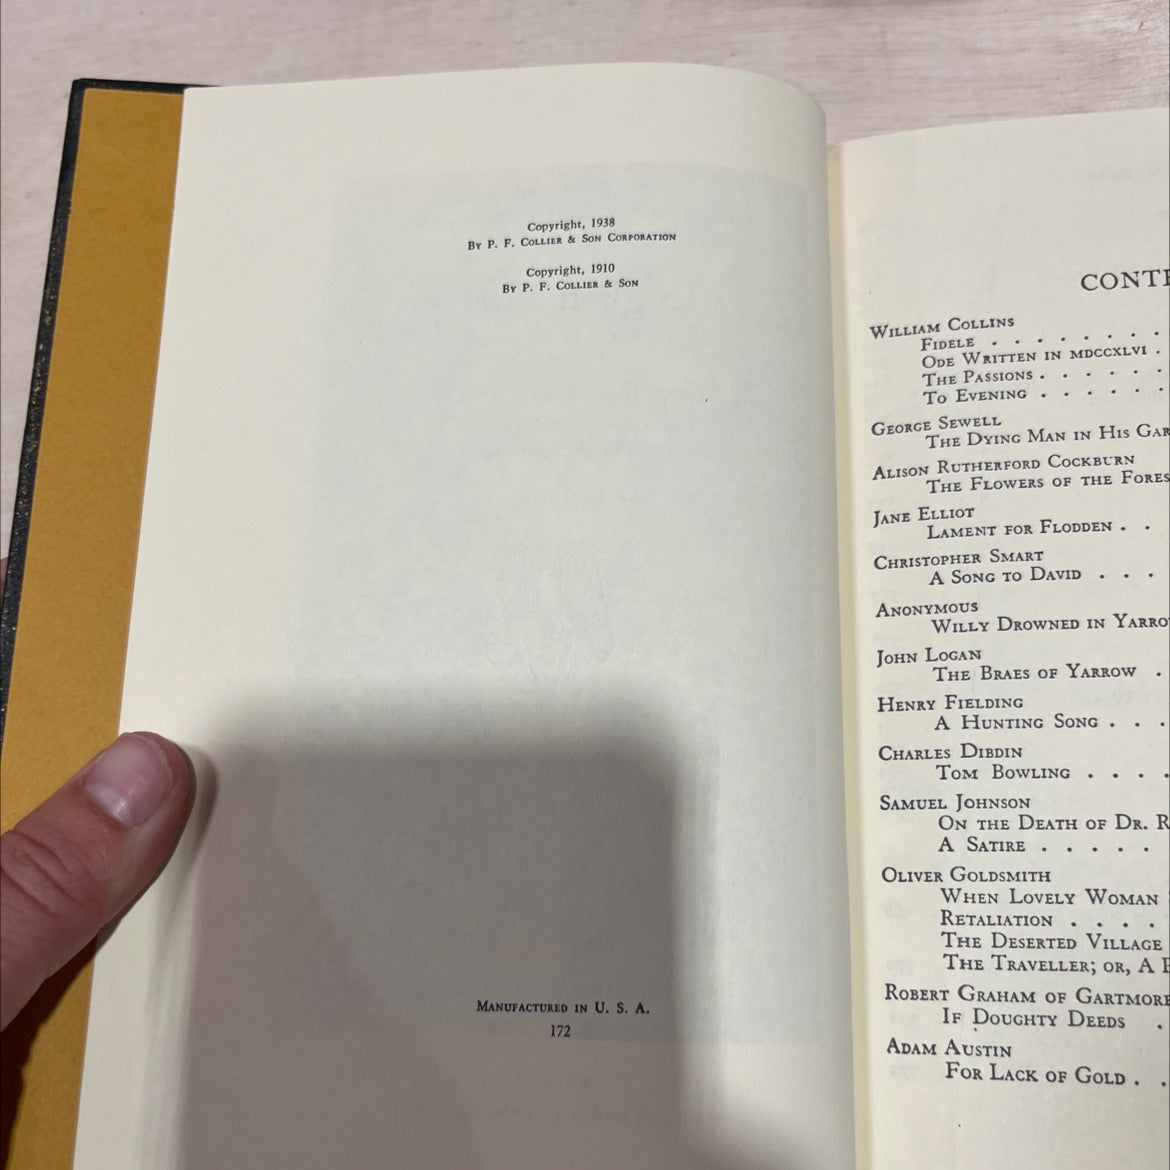 Copyright, 1938
By P. F. Collier & Son Corporation
Copyright, 1910
By P. F. Collier & Son
Manufactured in U. S. A.
172
CONTE
William Collins
Fidele . . . . . . .
Ode Written in MDCCXLVI .
The Passions . . . . . .
To Evening . . . . . .
George Sewell
The Dying Man in His Gar
Alison Rutherford Cockburn
The Flowers of the Fores
Jane Elliot
Lament for Flodden . .
Christopher Smart
A Song to David . . .
Anonymous
Willy Drowned in Yarro
John Logan
The Braes of Yarrow .
Henry Fielding
A Hunting Song . . .
Charles Dibdin
Tom Bowling . . . .
Samuel Johnson
On the Death of Dr. R
A Satire . . . . .
Oliver Goldsmith
When Lovely Woman
Retaliation . . . .
The Deserted Village
The Traveller; or, A P
Robert Graham of Gartmore
If Doughty Deeds .
Adam Austin
For Lack of Gold . .